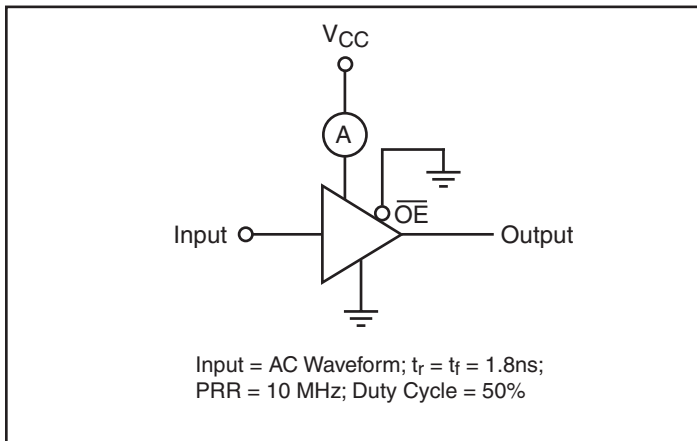 VCC
A
OE
Input
Output
Input = AC Waveform; tr = tf = 1.8ns;
PRR = 10 MHz; Duty Cycle = 50%